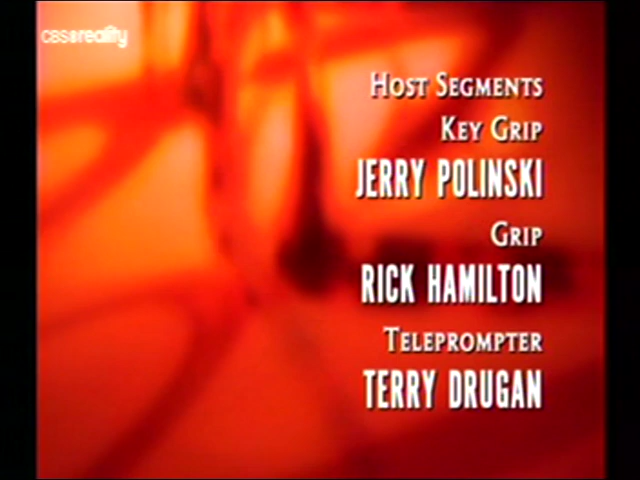 CBS reality
Host Segments
Key Grip
JERRY POLINSKI
Grip
RICK HAMILTON
Teleprompter
TERRY DRUGAN